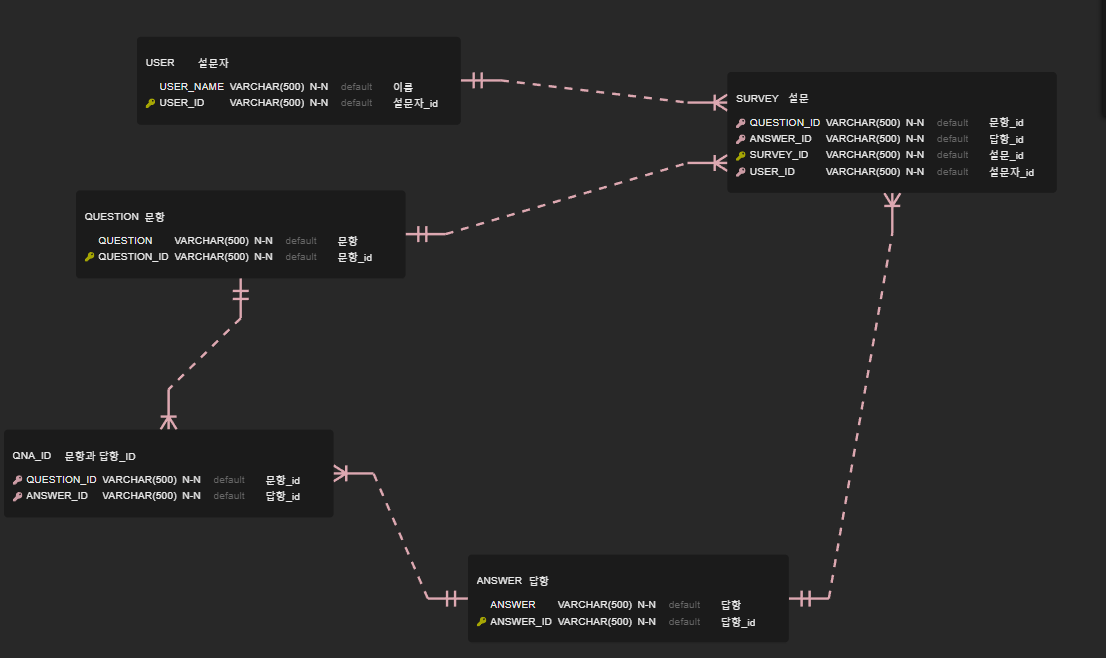 USER 설문자
USER_NAME VARCHAR(500) N-N default 이름
USER_ID VARCHAR(500) N-N default 설문자_id
SURVEY 설문
QUESTION_ID VARCHAR(500) N-N default 문항_id
ANSWER_ID VARCHAR(500) N-N default 답항_id
SURVEY_ID VARCHAR(500) N-N default 설문_id
USER_ID VARCHAR(500) N-N default 설문자_id
QUESTION 문항
QUESTION VARCHAR(500) N-N default 문항
QUESTION_ID VARCHAR(500) N-N default 문항_id
QNA_ID 문항과 답항_ID
QUESTION_ID VARCHAR(500) N-N default 문항_id
ANSWER_ID VARCHAR(500) N-N default 답항_id
ANSWER 답항
ANSWER VARCHAR(500) N-N default 답항
ANSWER_ID VARCHAR(500) N-N default 답항_id